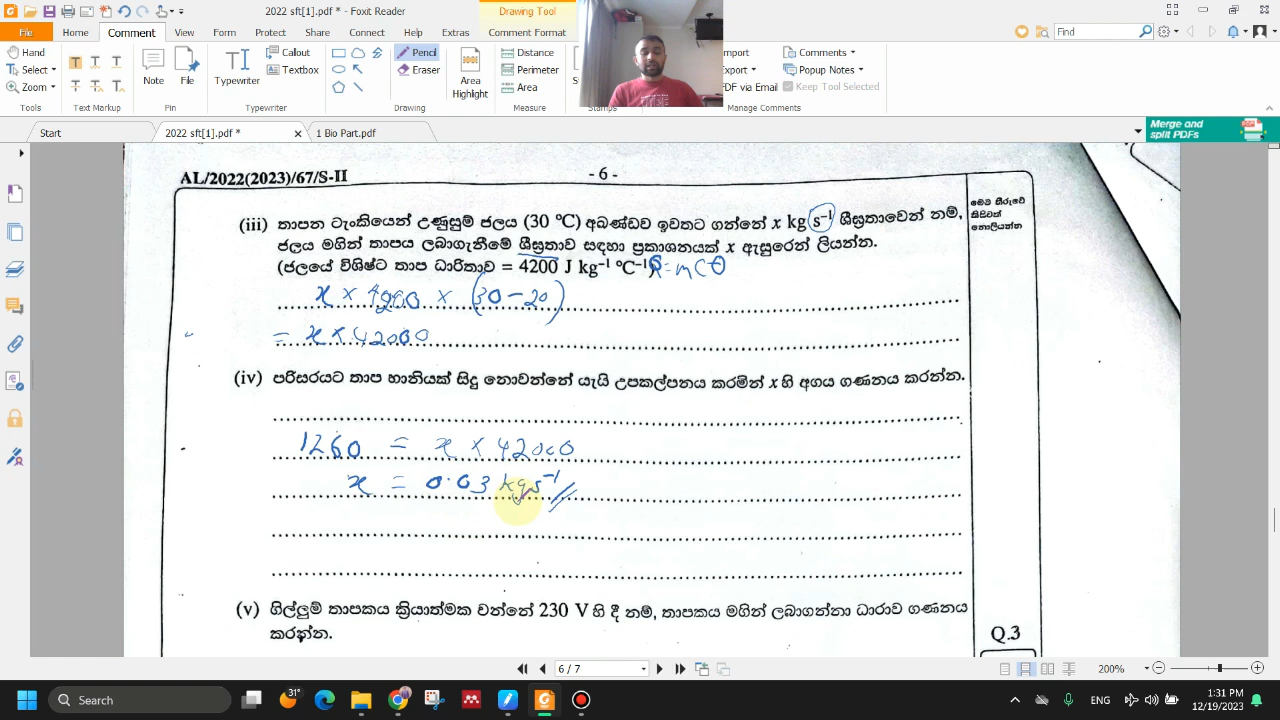 2022 sft[1].pdf * - Foxit Reader
Drawing Tool
File Home Comment View Form Protect Share Connect Help Extras Comment Format
Find
Hand
Select
Zoom
Tools
Text Markup
Note
File
Pin
Typewriter
Callout
Textbox
Typewriter
Pencil
Eraser
Drawing
Area
Highlight
Distance
Perimeter
Area
Measure
Stamps
Comments
Popup Notes
DF via Email
Keep Tool Selected
Manage Comments
Start
2022 sft[1].pdf *
1 Bio Part.pdf
Merge and
split PDFs
AL/2022(2023)/67/S-II
- 6 -
මෙම තීරුවේ
කිසිවක්
නොලියන්න
(iii) තාපන ටැංකියෙන් උණුසුම් ජලය (30 °C) අඛණ්ඩව ඉවතට ගන්නේ x kg s⁻¹ ශීඝ්‍රතාවෙන් නම්,
ජලය මගින් තාපය ලබාගැනීමේ ශීඝ්‍රතාව සඳහා ප්‍රකාශනයක් x ඇසුරෙන් ලියන්න.
(ජලයේ විශිෂ්ට තාප ධාරිතාව = 4200 J kg⁻¹ °C⁻¹) = mcθ
x × 4200 × (30 - 20)
= x × 42000
(iv) පරිසරයට තාප හානියක් සිදු නොවන්නේ යැයි උපකල්පනය කරමින් x හි අගය ගණනය කරන්න.
1260 = x × 42000
x = 0.03 kgs⁻¹
(v) ගිල්ලුම් තාපකය ක්‍රියාත්මක වන්නේ 230 V හි දී නම්, තාපකය මගින් ලබාගන්නා ධාරාව ගණනය
කරන්න.
Q.3
6 / 7
200%
Search
31°
ENG
1:31 PM
12/19/2023